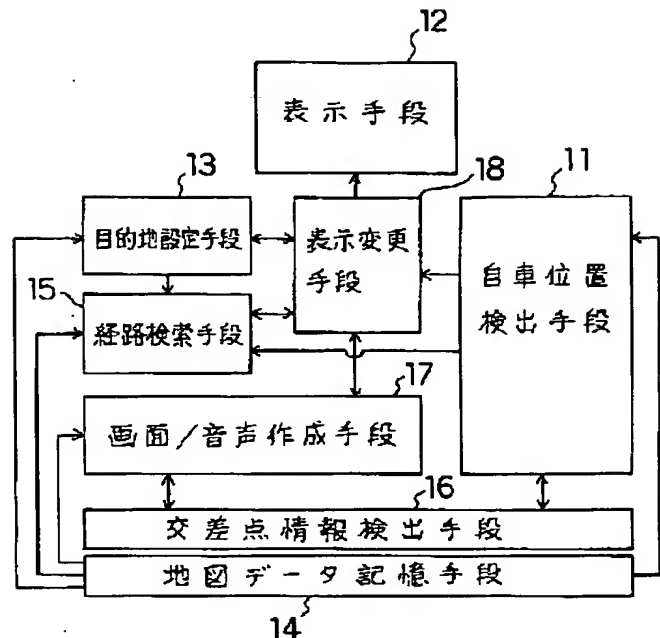 12
表示手段
13
18
11
目的地設定手段
表示変更
手段
自車位置
検出手段
15
経路検索手段
17
画面/音声作成手段
16
交差点情報検出手段
地図データ記憶手段
14